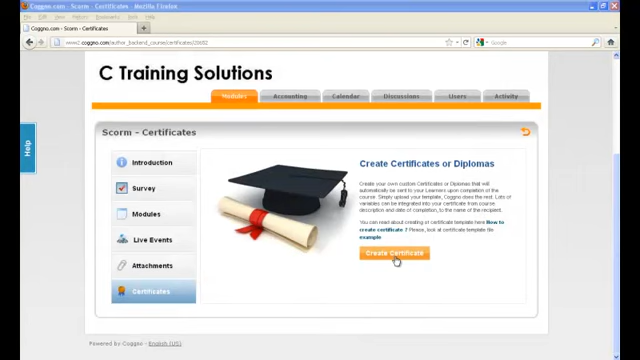 Coggno.com - Scorm - Certificates - Mozilla Firefox
File Edit View History Bookmarks Tools Help
Coggno.com - Scorm - Certificates
Google
C Training Solutions
Modules Accounting Calendar Discussions Users Activity
Scorm - Certificates
Help
Introduction
Survey
Modules
Live Events
Attachments
Certificates
Create Certificates or Diplomas
Create your own custom Certificates or Diplomas that will
automatically be sent to your Learners upon completion of the
course. Simply upload your template, Coggno does the rest. Lots of
variables can be integrated into your certificate from course
description and date of completion, to the name of the recipient.
You can read about creating of certificate template here How to
create certificate ? Please, look at certificate template file
example
Create Certificate
Powered by Coggno - English (US)